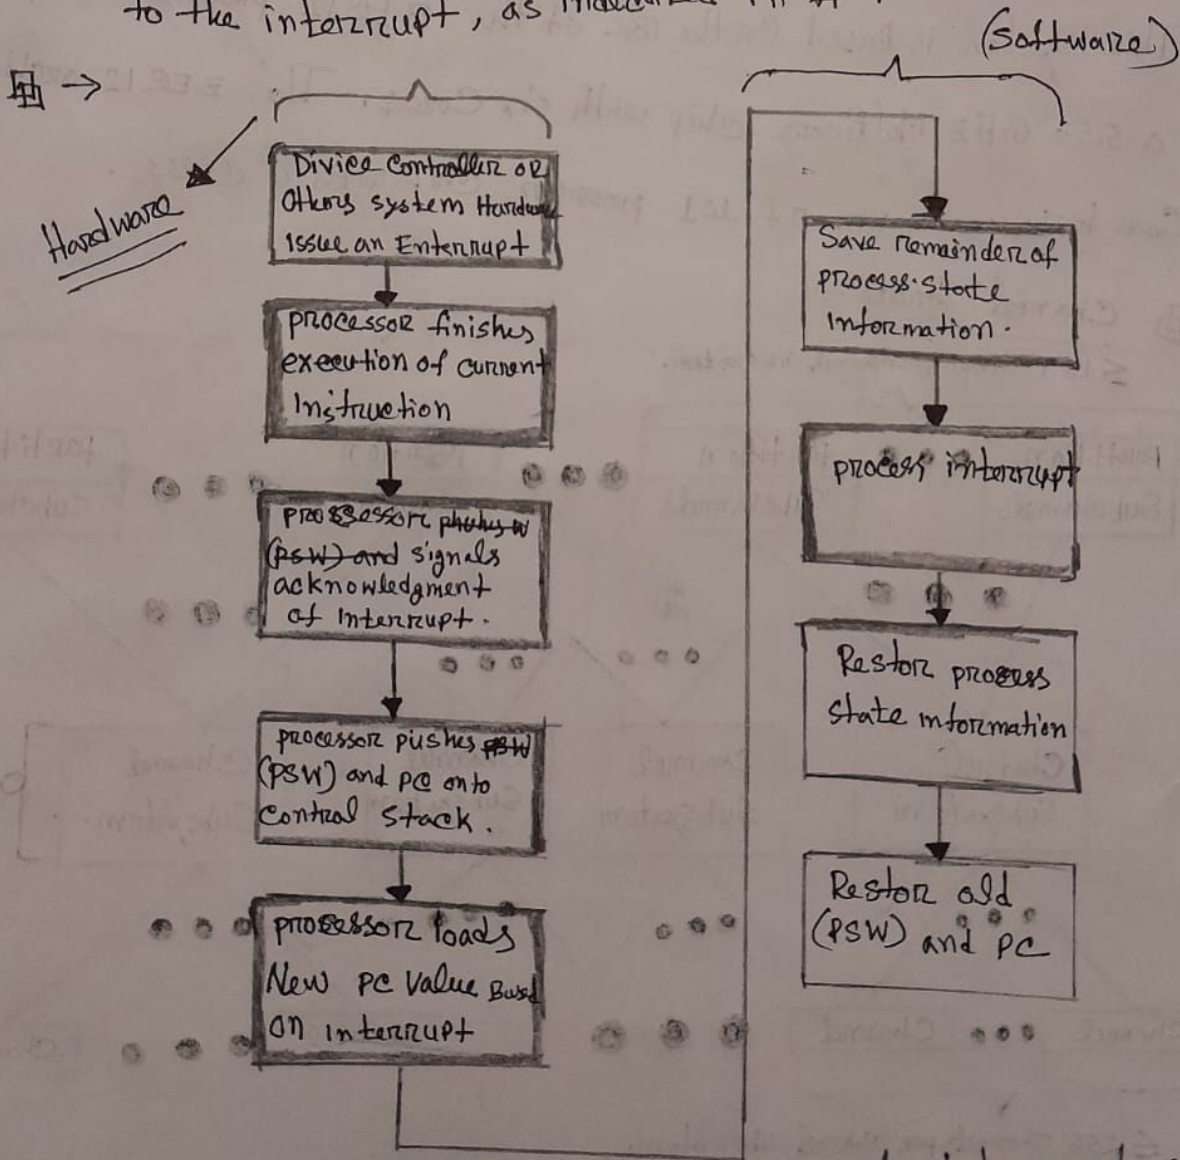 to the interrupt, as
(Software)
Hardware
Divice Controller OR
Others system Hardware
Issue an Enterrupt
processor finishes
execution of current
Instruction
processor
(PSW) and signals
acknowledgment
of Interrupt.
processor pushes PSW
(PSW) and PC onto
Control Stack.
processor loads
New PC Value Based
on interrupt
Save remainder of
process state
Information.
process interrupt
Restor process
state information
Restor old
(PSW) and PC